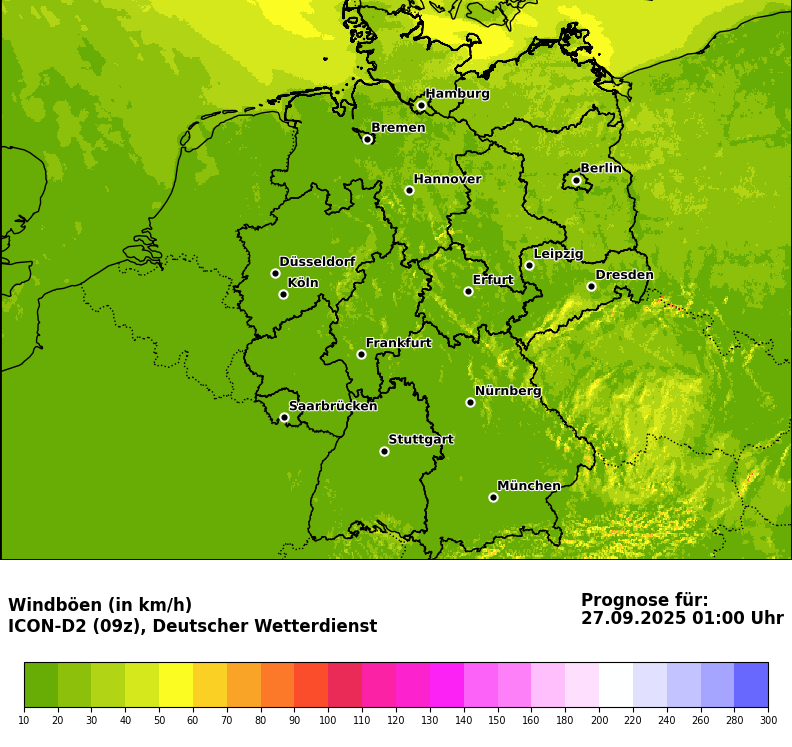 Hamburg
Bremen
Berlin
Hannover
Leipzig
Düsseldorf
Dresden
Köln
Erfurt
Frankfurt
Nürnberg
Saarbrücken
Stuttgart
München
Windböen (in km/h)
ICON-D2 (09z), Deutscher Wetterdienst
Prognose für:
27.09.2025 01:00 Uhr
10 20 30 40 50 60 70 80 90 100 110 120 130 140 150 160 180 200 220 240 260 280 300